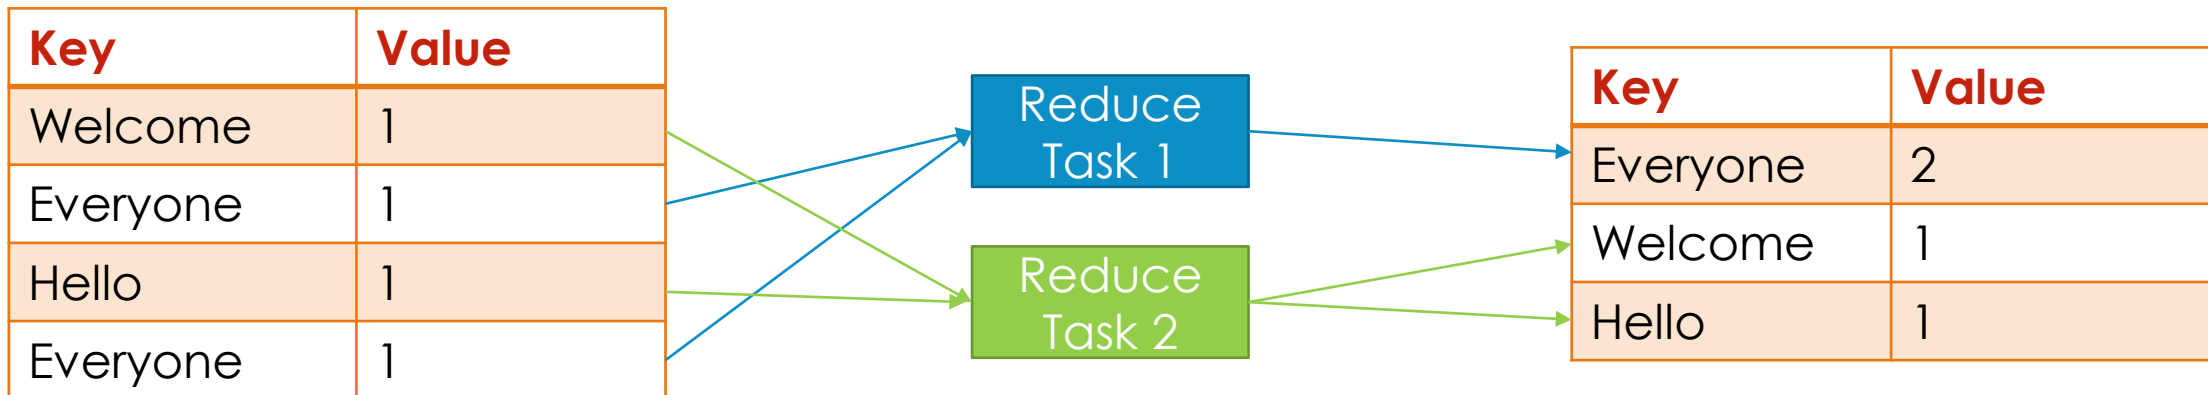 Key Value
Welcome 1
Everyone 1
Hello 1
Everyone 1
Reduce
Task 1
Reduce
Task 2
Key Value
Everyone 2
Welcome 1
Hello 1